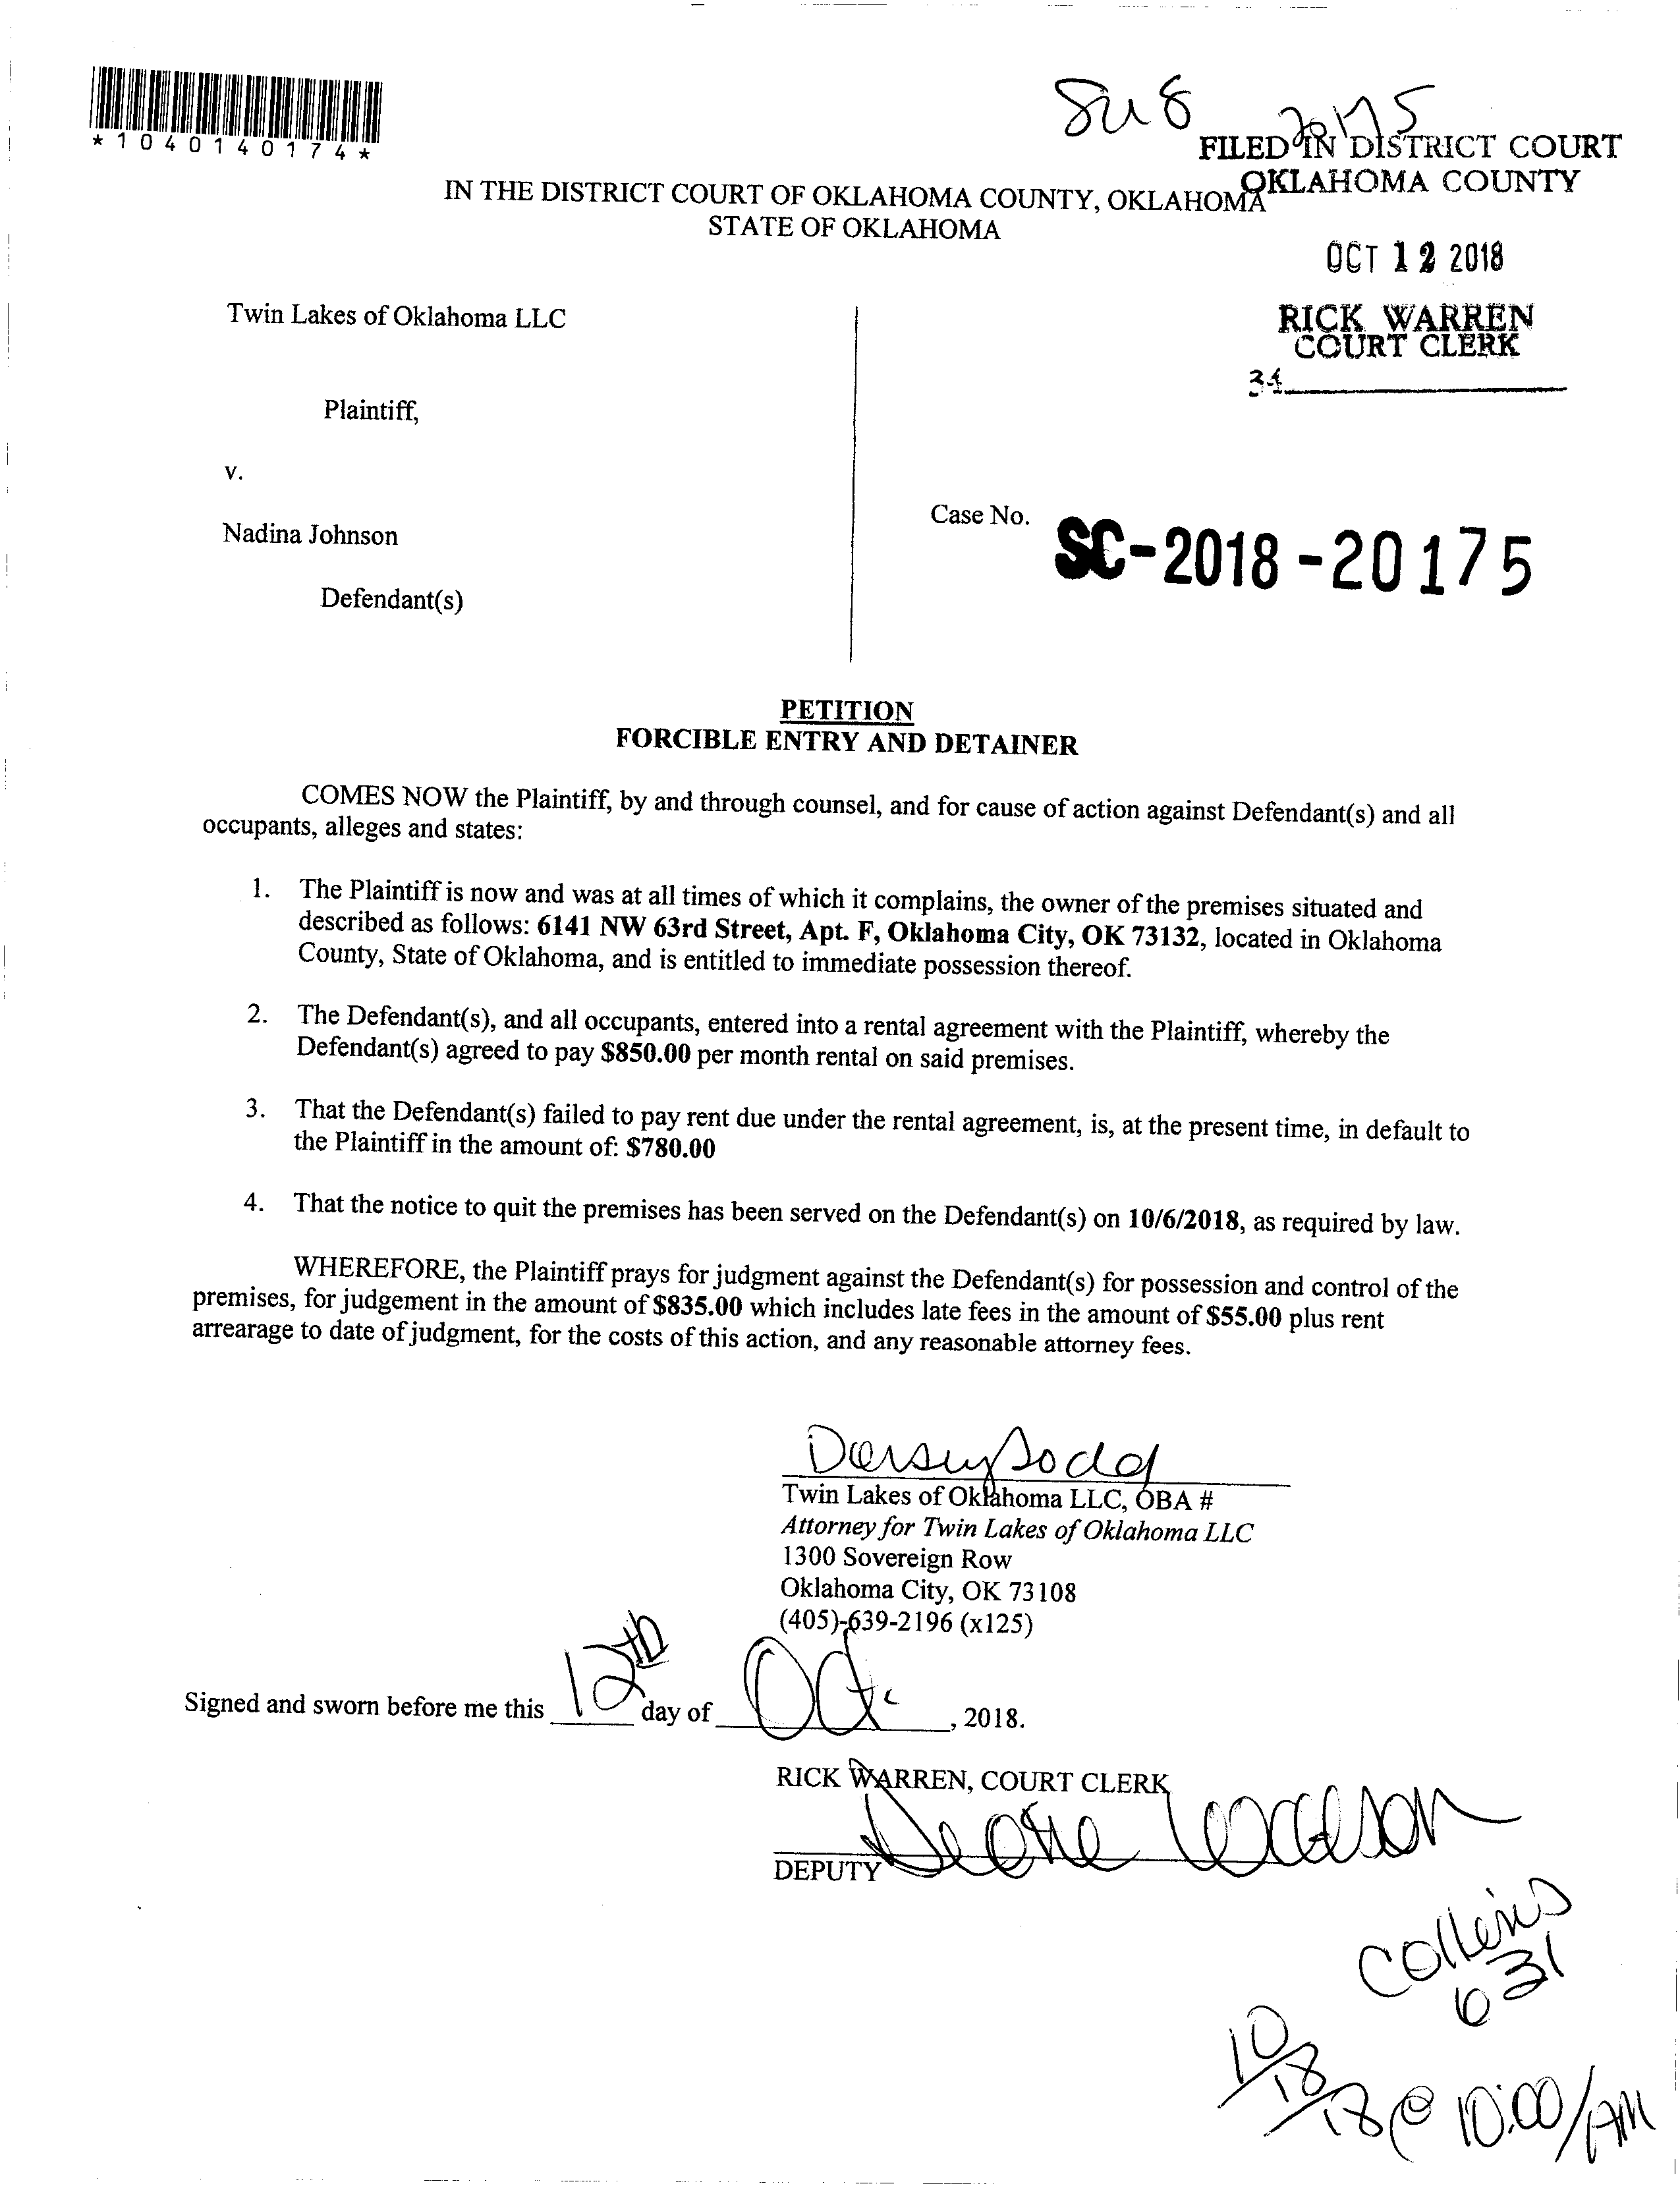 *1040140174*
FILED IN DISTRICT COURT
OKLAHOMA COUNTY
IN THE DISTRICT COURT OF OKLAHOMA COUNTY, OKLAHOMA
STATE OF OKLAHOMA
OCT 12 2018
RICK WARREN
COURT CLERK
34
Twin Lakes of Oklahoma LLC
Plaintiff,
v.
Nadina Johnson
Defendant(s)
Case No.
SC-2018-20175
PETITION
FORCIBLE ENTRY AND DETAINER
COMES NOW the Plaintiff, by and through counsel, and for cause of action against Defendant(s) and all
occupants, alleges and states:
1. The Plaintiff is now and was at all times of which it complains, the owner of the premises situated and
described as follows: 6141 NW 63rd Street, Apt. F, Oklahoma City, OK 73132, located in Oklahoma
County, State of Oklahoma, and is entitled to immediate possession thereof.
2. The Defendant(s), and all occupants, entered into a rental agreement with the Plaintiff, whereby the
Defendant(s) agreed to pay $850.00 per month rental on said premises.
3. That the Defendant(s) failed to pay rent due under the rental agreement, is, at the present time, in default to
the Plaintiff in the amount of: $780.00
4. That the notice to quit the premises has been served on the Defendant(s) on 10/6/2018, as required by law.
WHEREFORE, the Plaintiff prays for judgment against the Defendant(s) for possession and control of the
premises, for judgement in the amount of $835.00 which includes late fees in the amount of $55.00 plus rent
arrearage to date of judgment, for the costs of this action, and any reasonable attorney fees.
Twin Lakes of Oklahoma LLC, OBA #
Attorney for Twin Lakes of Oklahoma LLC
1300 Sovereign Row
Oklahoma City, OK 73108
(405)-639-2196 (x125)
Signed and sworn before me this 12th day of Oct. , 2018.
RICK WARREN, COURT CLERK
DEPUTY
Collins
631
10/18/18 @ 10:00/AM